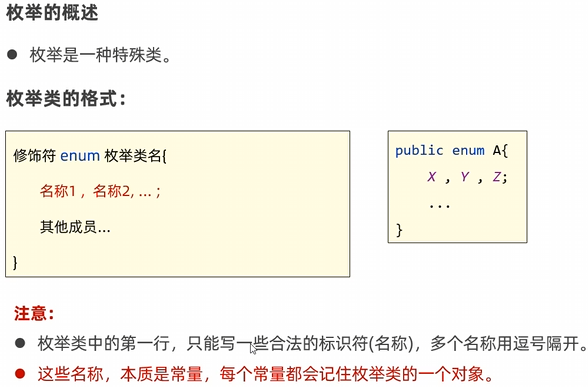 枚举的概述
● 枚举是一种特殊类。
枚举类的格式：
修饰符 enum 枚举类名{
名称1 ，名称2, ... ;
其他成员...
}
public enum A{
X , Y , Z;
...
}
注意：
● 枚举类中的第一行，只能写一些合法的标识符(名称)，多个名称用逗号隔开。
● 这些名称，本质是常量，每个常量都会记住枚举类的一个对象。